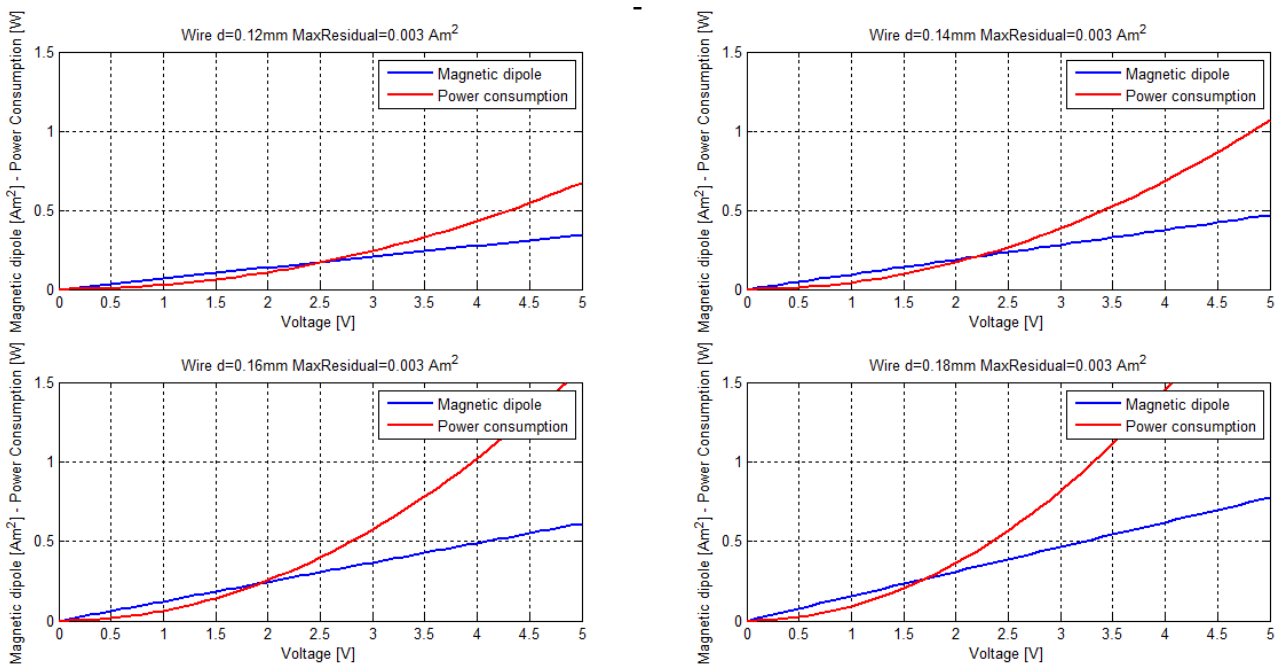 -
Wire d=0.12mm MaxResidual=0.003 Am²
Magnetic dipole [Am²] - Power Consumption [W]
1.5
1
0.5
0
Magnetic dipole
Power consumption
0 0.5 1 1.5 2 2.5 3 3.5 4 4.5 5
Voltage [V]
Wire d=0.14mm MaxResidual=0.003 Am²
Magnetic dipole [Am²] - Power Consumption [W]
1.5
1
0.5
0
Magnetic dipole
Power consumption
0 0.5 1 1.5 2 2.5 3 3.5 4 4.5 5
Voltage [V]
Wire d=0.16mm MaxResidual=0.003 Am²
Magnetic dipole [Am²] - Power Consumption [W]
1.5
1
0.5
0
Magnetic dipole
Power consumption
0 0.5 1 1.5 2 2.5 3 3.5 4 4.5 5
Voltage [V]
Wire d=0.18mm MaxResidual=0.003 Am²
Magnetic dipole [Am²] - Power Consumption [W]
1.5
1
0.5
0
Magnetic dipole
Power consumption
0 0.5 1 1.5 2 2.5 3 3.5 4 4.5 5
Voltage [V]